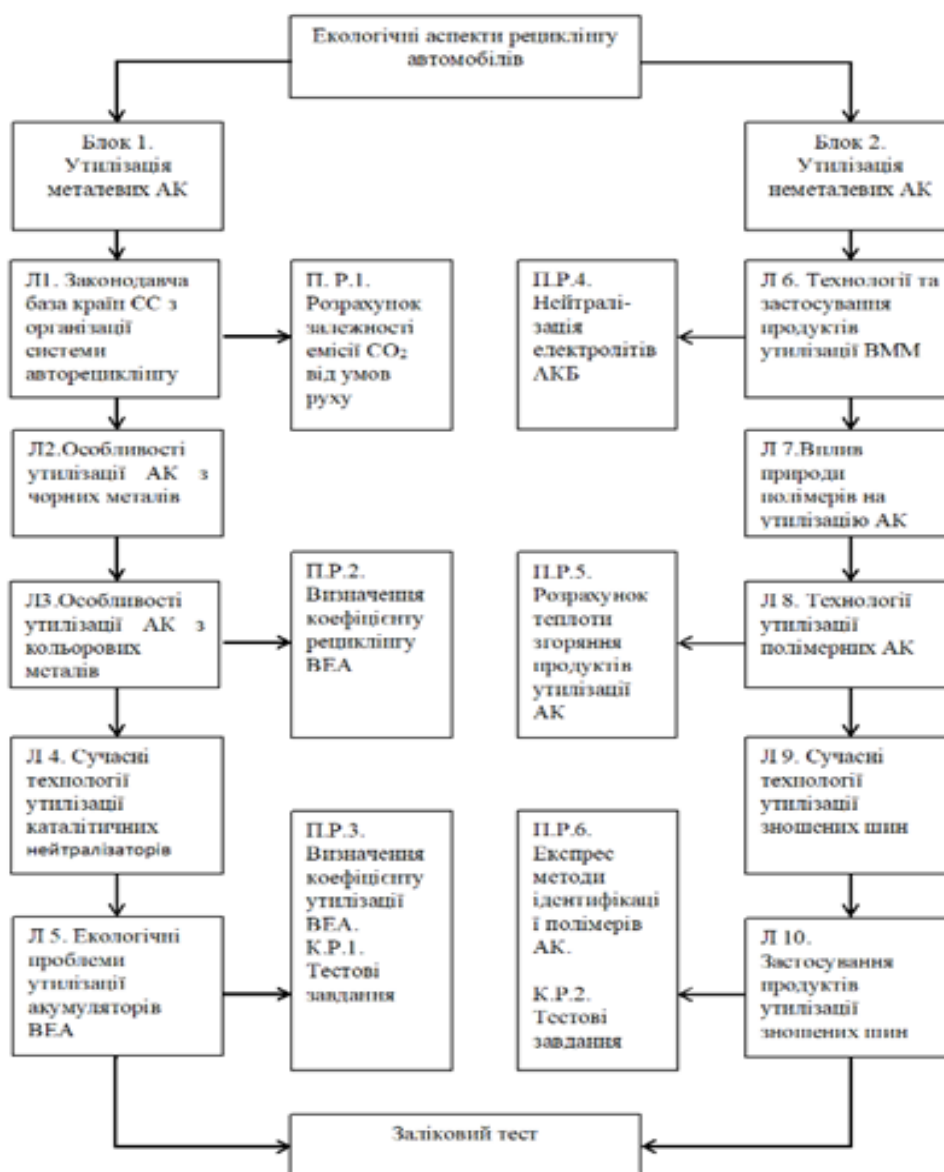 Екологічні аспекти рециклінгу
автомобілів
Блок 1.
Утилізація
металевих АК
Блок 2.
Утилізація
неметалевих АК
Л1. Законодавча
база країн ЄС з
організації
системи
авторециклінгу
П. Р.1.
Розрахунок
залежності
емісії CO₂
від умов
руху
П.Р.4.
Нейтралі-
зація
електролітів
АКБ
Л 6. Технології та
застосування
продуктів
утилізації ВММ
Л2.Особливості
утилізації АК з
чорних металів
Л 7.Вплив
природи
полімерів на
утилізацію АК
Л3.Особливості
утилізації АК з
кольорових
металів
П.Р.2.
Визначення
коефіцієнту
рециклінгу
ВЕА
П.Р.5.
Розрахунок
теплоти
згоряння
продуктів
утилізації
АК
Л 8. Технології
утилізації
полімерних АК
Л 4. Сучасні
технології
утилізації
каталітичних
нейтралізаторів
Л 9. Сучасні
технології
утилізації
зношених шин
П.Р.3.
Визначення
коефіцієнту
утилізації
ВЕА.
К.Р.1.
Тестові
завдання
П.Р.6.
Експрес
методи
ідентифікаці
ї полімерів
АК.
К.Р.2.
Тестові
завдання
Л 5. Екологічні
проблеми
утилізації
акумуляторів
ВЕА
Л 10.
Застосування
продуктів
утилізації
зношених шин
Заліковий тест